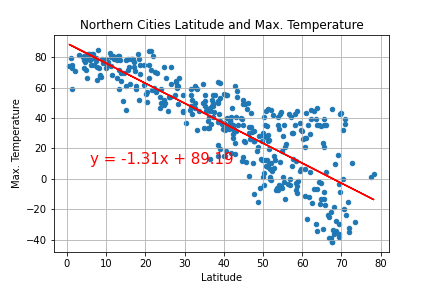 Northern Cities Latitude and Max. Temperature
Max. Temperature
80
60
40
20
0
−20
−40
y = -1.31x + 89.19
0 10 20 30 40 50 60 70 80
Latitude